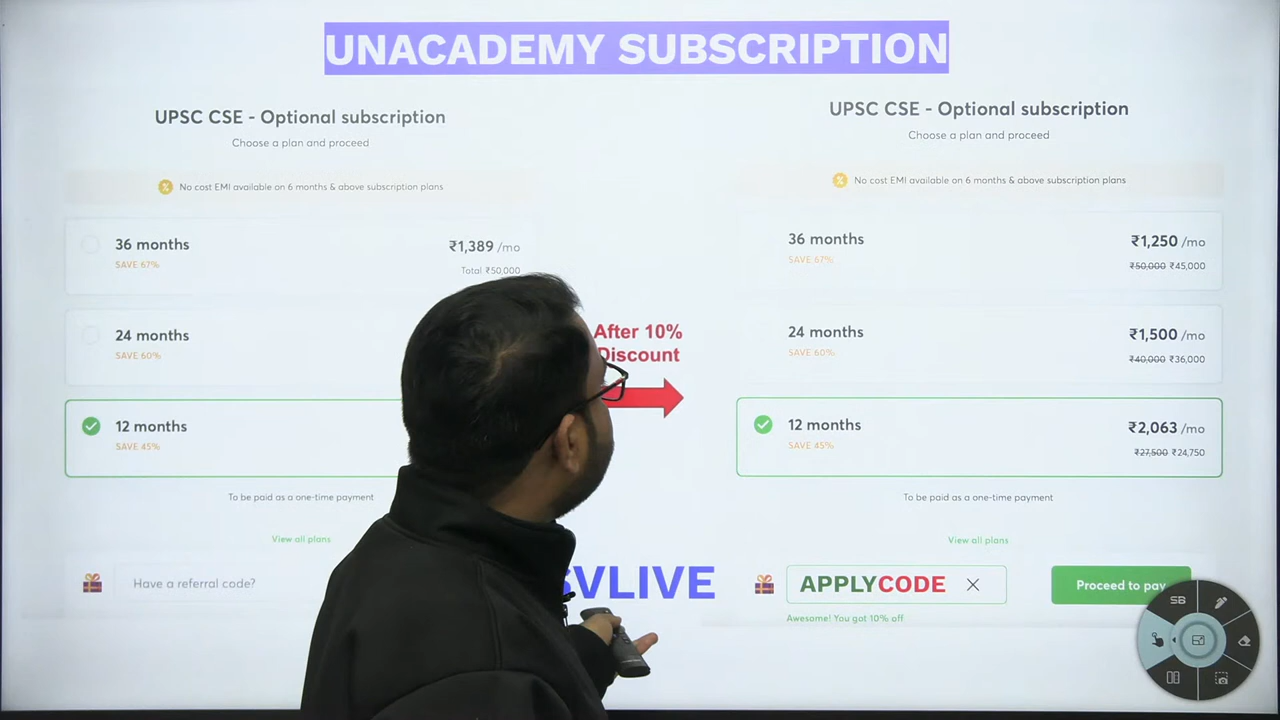 UNACADEMY SUBSCRIPTION
UPSC CSE - Optional subscription
Choose a plan and proceed
No cost EMI available on 6 months & above subscription plans
36 months
₹1,389 /mo
SAVE 67%
Total ₹50,000
24 months
SAVE 60%
12 months
SAVE 45%
To be paid as a one-time payment
View all plans
Have a referral code?
After 10%
Discount
SVLIVE
UPSC CSE - Optional subscription
Choose a plan and proceed
No cost EMI available on 6 months & above subscription plans
36 months
₹1,250 /mo
SAVE 67%
₹50,000 ₹45,000
24 months
₹1,500 /mo
SAVE 60%
₹40,000 ₹36,000
12 months
₹2,063 /mo
SAVE 45%
₹27,500 ₹24,750
To be paid as a one-time payment
View all plans
APPLYCODE
Proceed to pay
Awesome! You got 10% off
SB